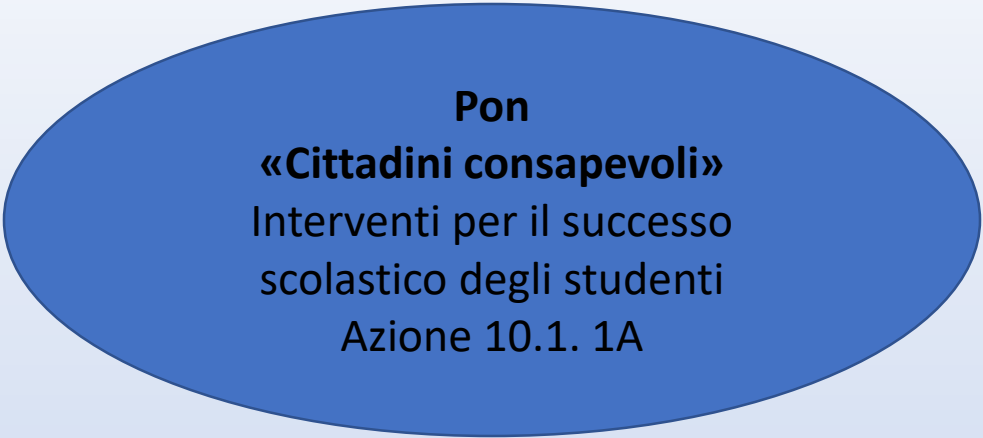 Pon
«Cittadini consapevoli»
Interventi per il successo
scolastico degli studenti
Azione 10.1. 1A